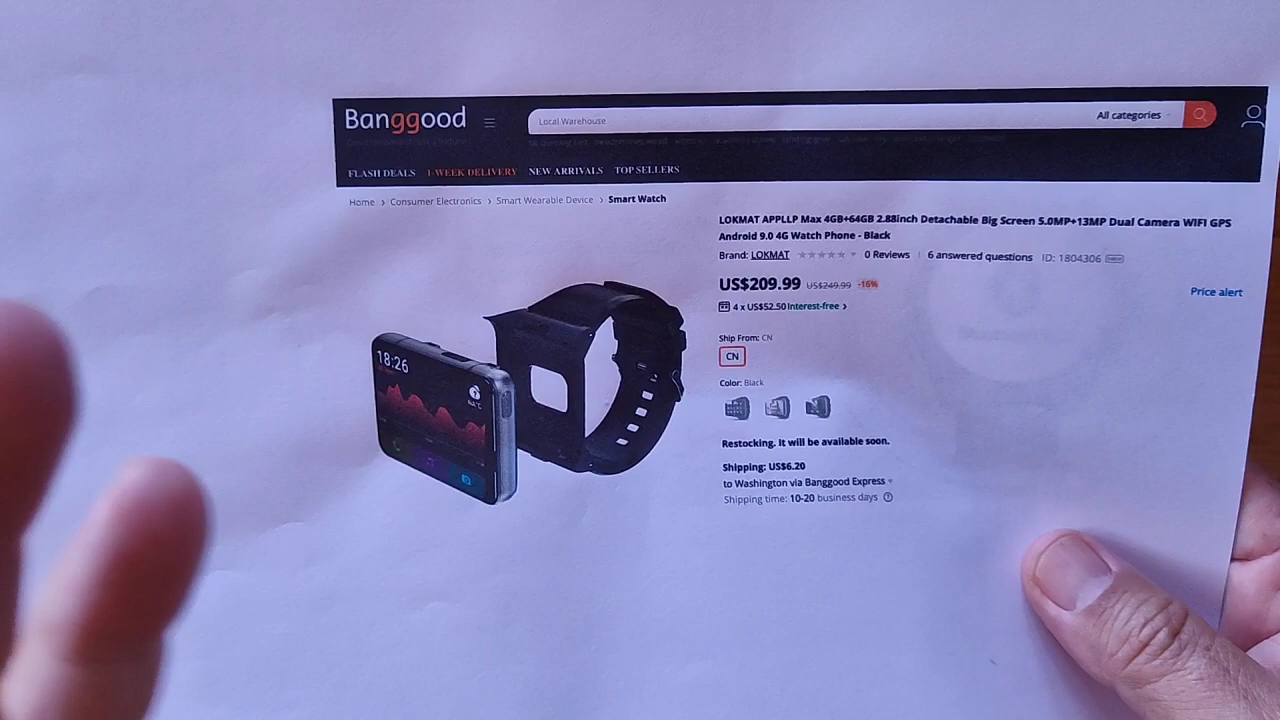 Banggood
Local Warehouse
All categories
FLASH DEALS 1-WEEK DELIVERY NEW ARRIVALS TOP SELLERS
Home > Consumer Electronics > Smart Wearable Device > Smart Watch
LOKMAT APPLLP Max 4GB+64GB 2.88inch Detachable Big Screen 5.0MP+13MP Dual Camera WIFI GPS
Android 9.0 4G Watch Phone - Black
Brand: LOKMAT 0 Reviews 6 answered questions ID: 1804306
US$209.99 US$249.99 -16%
Price alert
4 x US$52.50 Interest-free >
Ship From: CN
CN
Color: Black
Restocking. It will be available soon.
Shipping: US$6.20
to Washington via Banggood Express
Shipping time: 10-20 business days
18:26